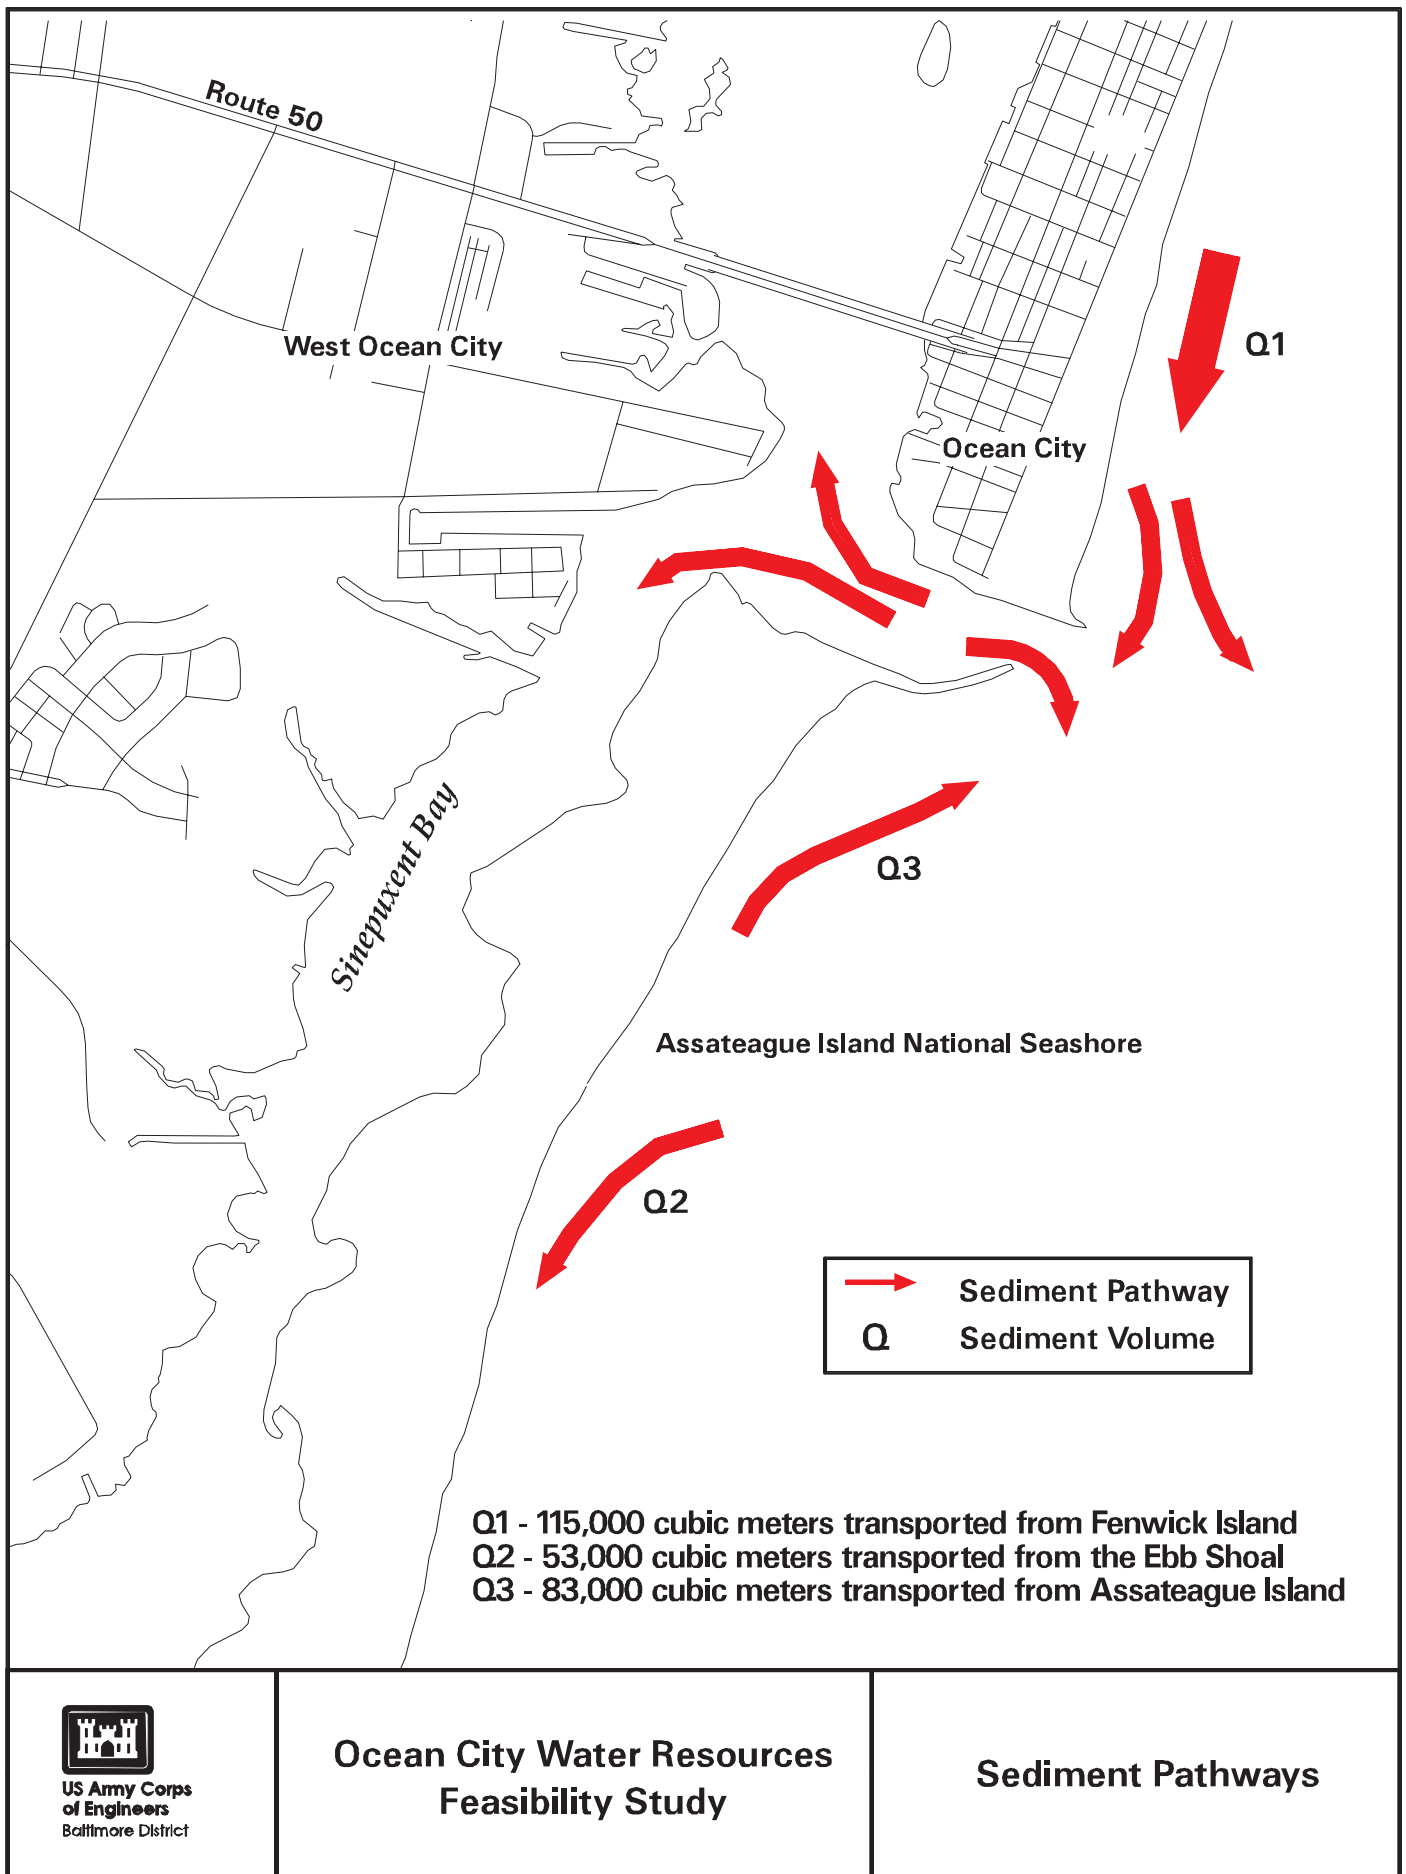 Route 50
West Ocean City
Q1
Ocean City
Sinepuxent Bay
Q3
Assateague Island National Seashore
Q2
Sediment Pathway
Q Sediment Volume
Q1 - 115,000 cubic meters transported from Fenwick Island
Q2 - 53,000 cubic meters transported from the Ebb Shoal
Q3 - 83,000 cubic meters transported from Assateague Island
US Army Corps
of Engineers
Baltimore District
Ocean City Water Resources
Feasibility Study
Sediment Pathways